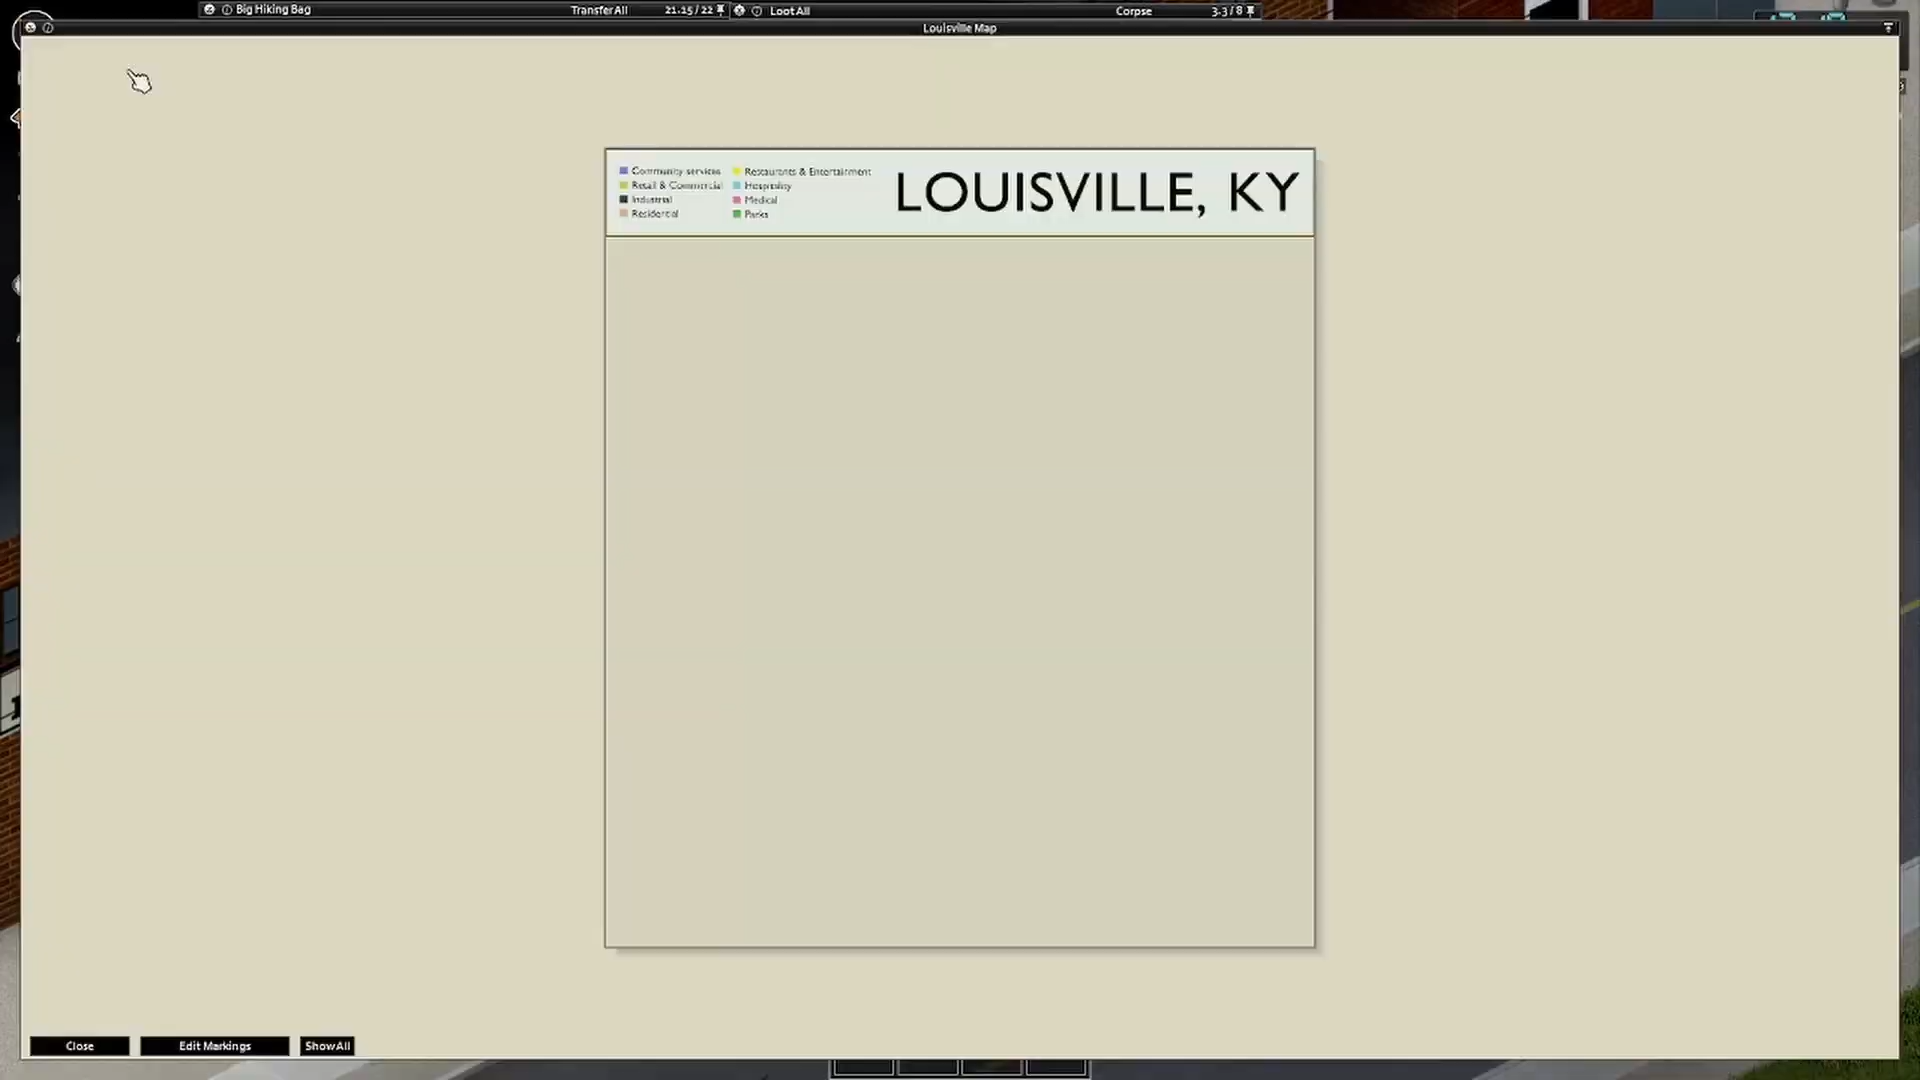 Big Hiking Bag Transfer All 21.15 / 22 Loot All Corpse 3.3 / 8
Louisville Map
Community services Restaurants & Entertainment
Retail & Commercial Hospitality
Industrial Medical
Residential Parks
LOUISVILLE, KY
Close Edit Markings Show All